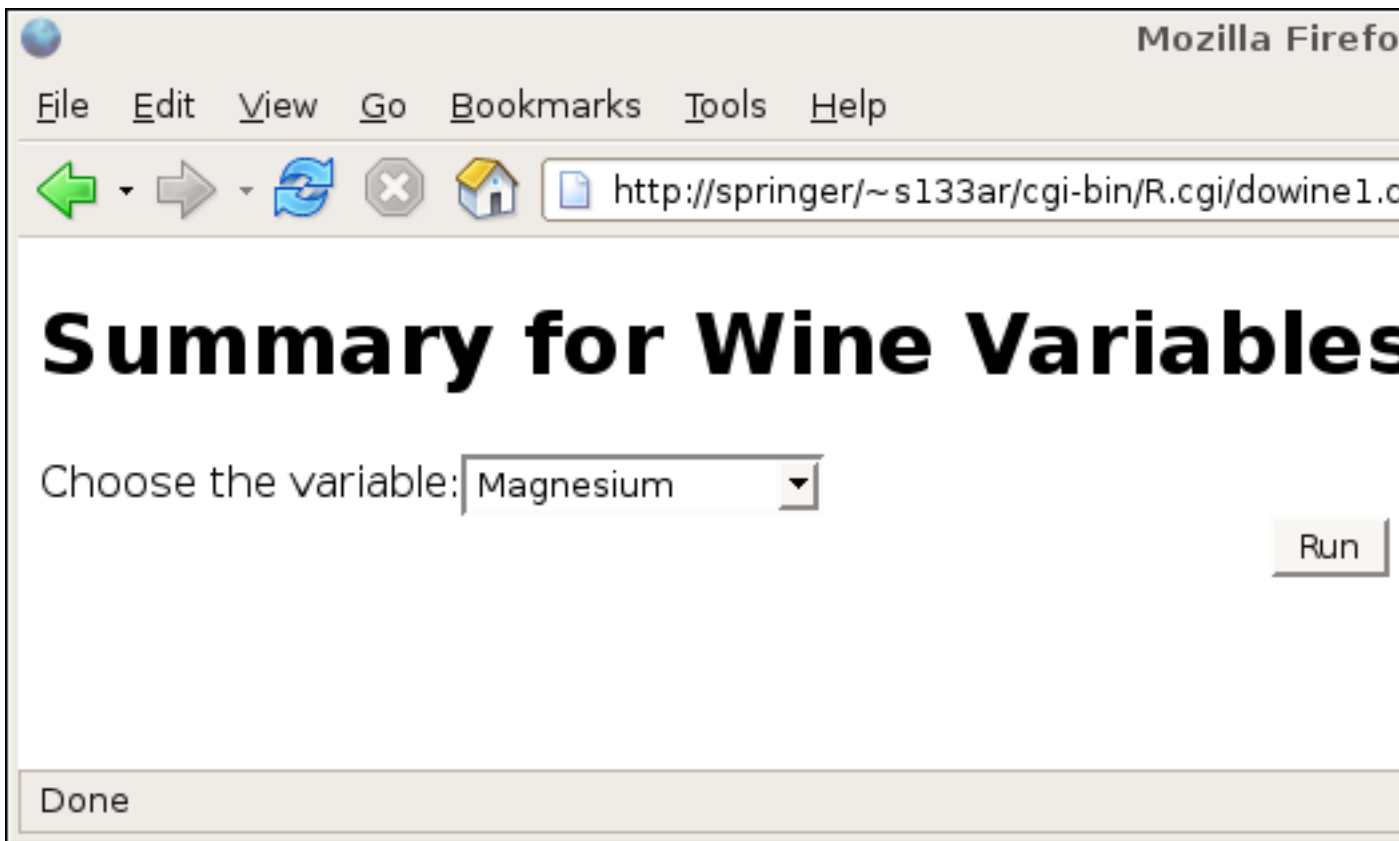 Mozilla Firefo
File Edit View Go Bookmarks Tools Help
http://springer/~s133ar/cgi-bin/R.cgi/dowine1.c
Summary for Wine Variables
Choose the variable: Magnesium
Run
Done